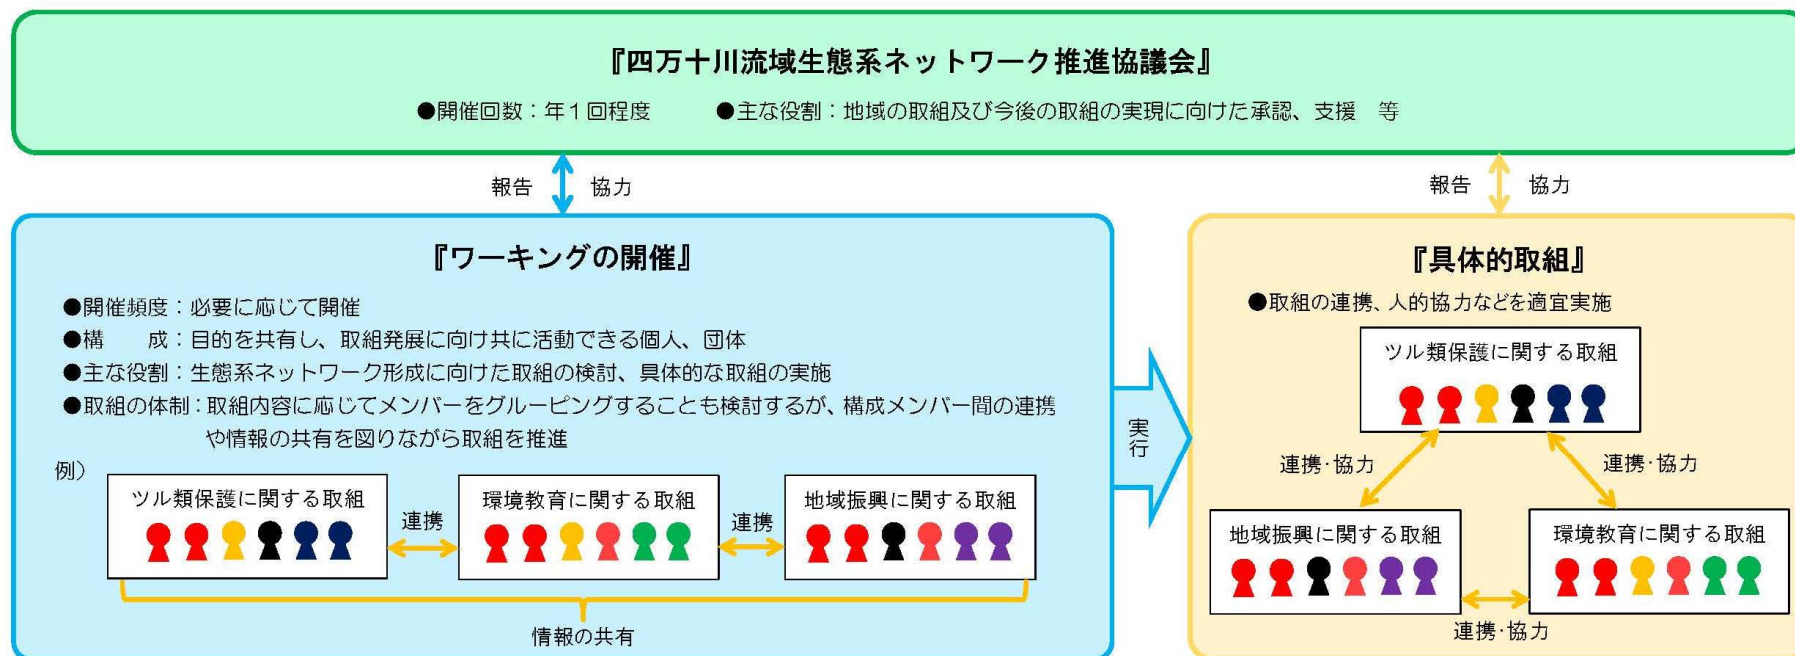 『四万十川流域生態系ネットワーク推進協議会』
●開催回数：年１回程度　　●主な役割：地域の取組及び今後の取組の実現に向けた承認、支援　等
報告　協力
報告　協力
『ワーキングの開催』
●開催頻度：必要に応じて開催
●構　　成：目的を共有し、取組発展に向け共に活動できる個人、団体
●主な役割：生態系ネットワーク形成に向けた取組の検討、具体的な取組の実施
●取組の体制：取組内容に応じてメンバーをグルーピングすることも検討するが、構成メンバー間の連携
や情報の共有を図りながら取組を推進
例）
ツル類保護に関する取組
連携
環境教育に関する取組
連携
地域振興に関する取組
情報の共有
実行
『具体的取組』
●取組の連携、人的協力などを適宜実施
ツル類保護に関する取組
連携･協力
連携･協力
地域振興に関する取組
環境教育に関する取組
連携･協力